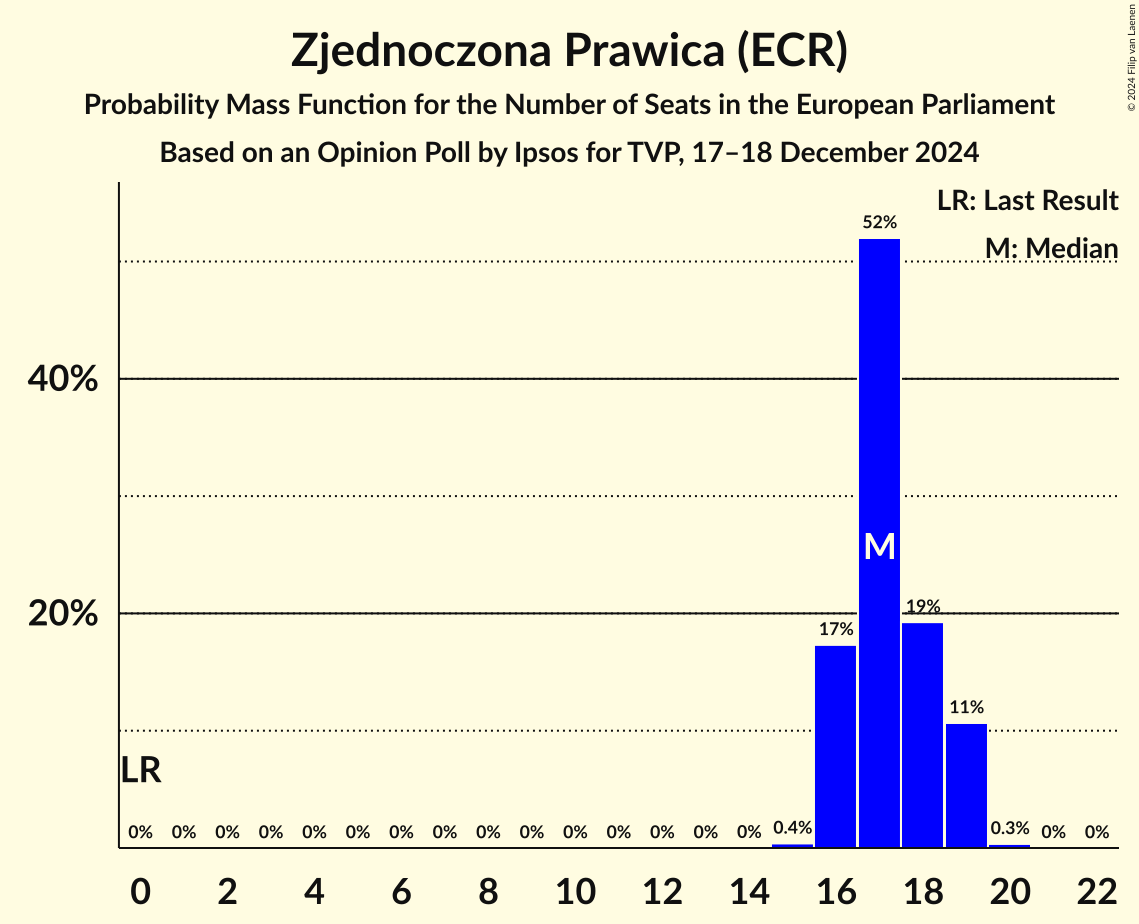 Zjednoczona Prawica (ECR)
Probability Mass Function for the Number of Seats in the European Parliament
Based on an Opinion Poll by Ipsos for TVP, 17–18 December 2024
© 2024 Filip van Laenen
LR: Last Result
M: Median
52%
40%
M
20%
19%
17%
11%
LR
0% 0% 0% 0% 0% 0% 0% 0% 0% 0% 0% 0% 0% 0% 0% 0.4% 0.3% 0% 0%
0 2 4 6 8 10 12 14 16 18 20 22